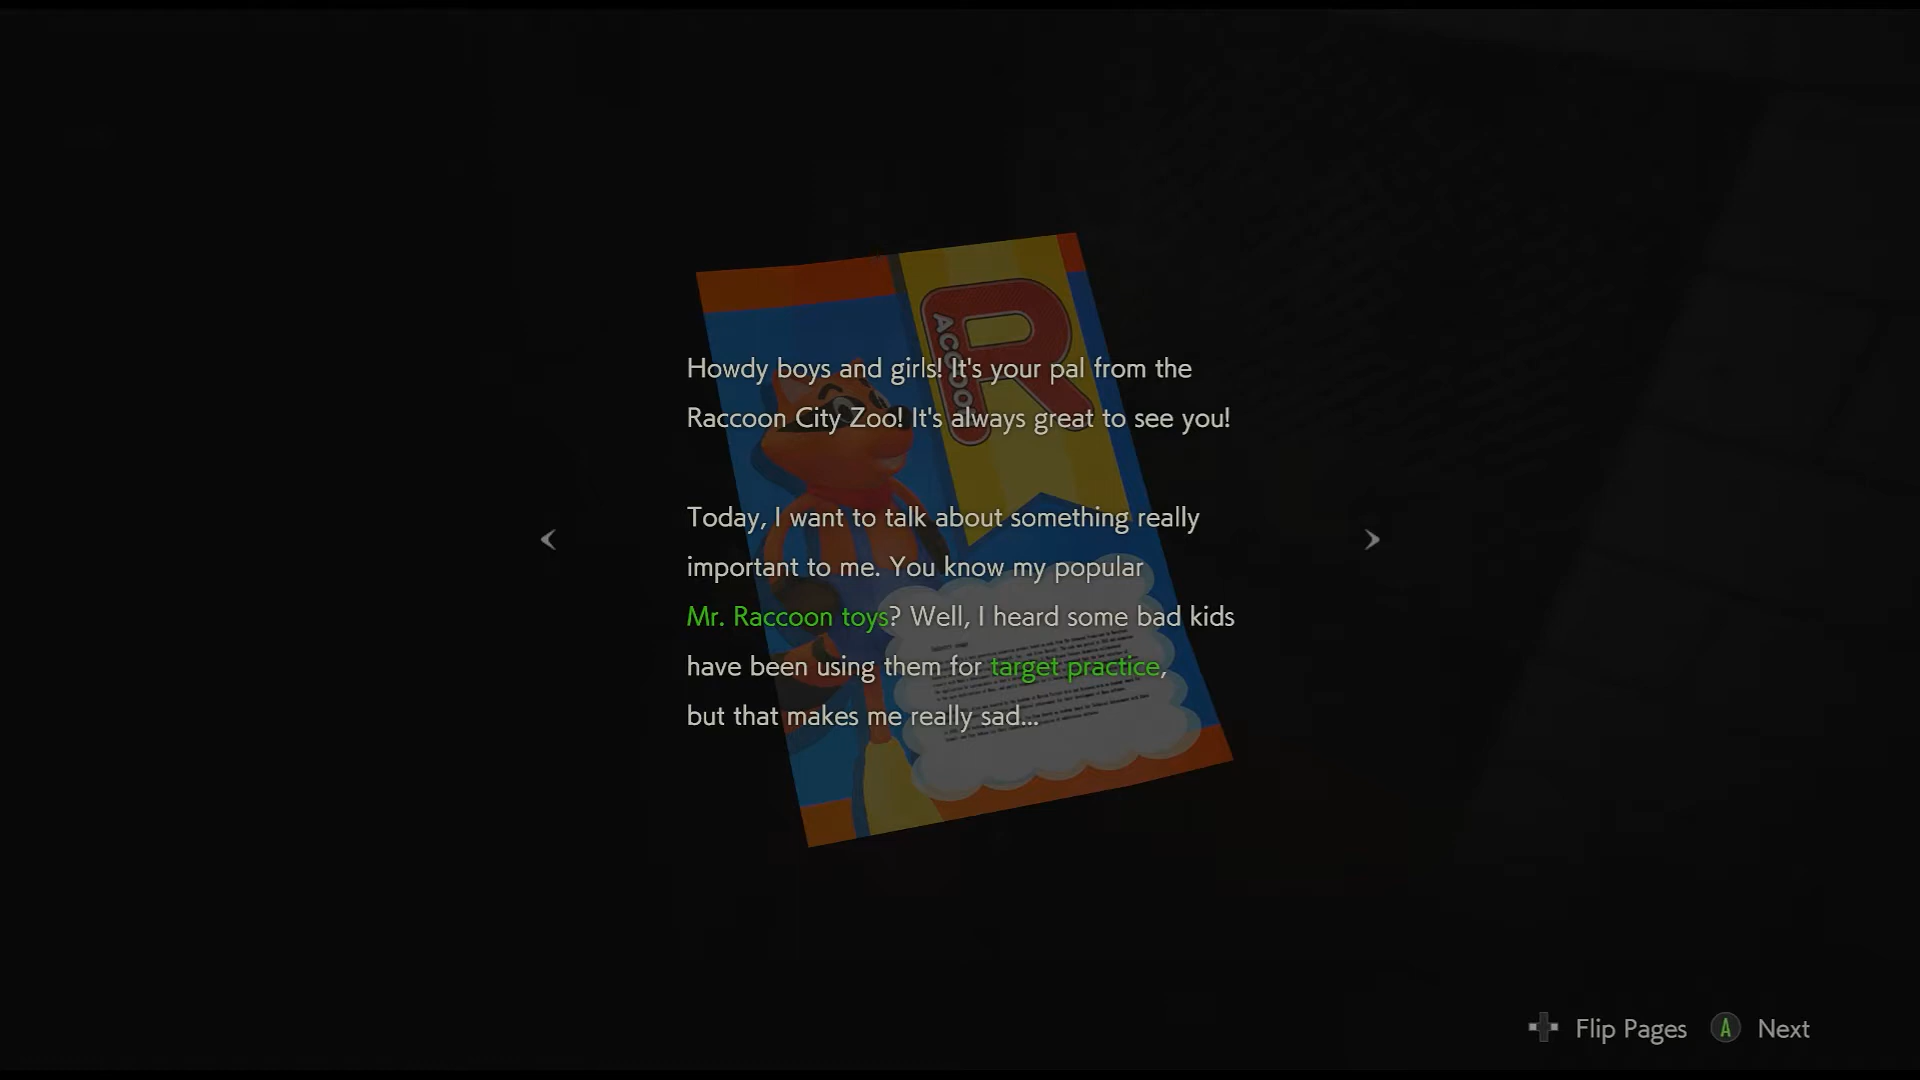 R
ACCOON
Howdy boys and girls! It's your pal from the
Raccoon City Zoo! It's always great to see you!
Today, I want to talk about something really
important to me. You know my popular
Mr. Raccoon toys? Well, I heard some bad kids
have been using them for target practice,
but that makes me really sad...
Flip Pages A Next